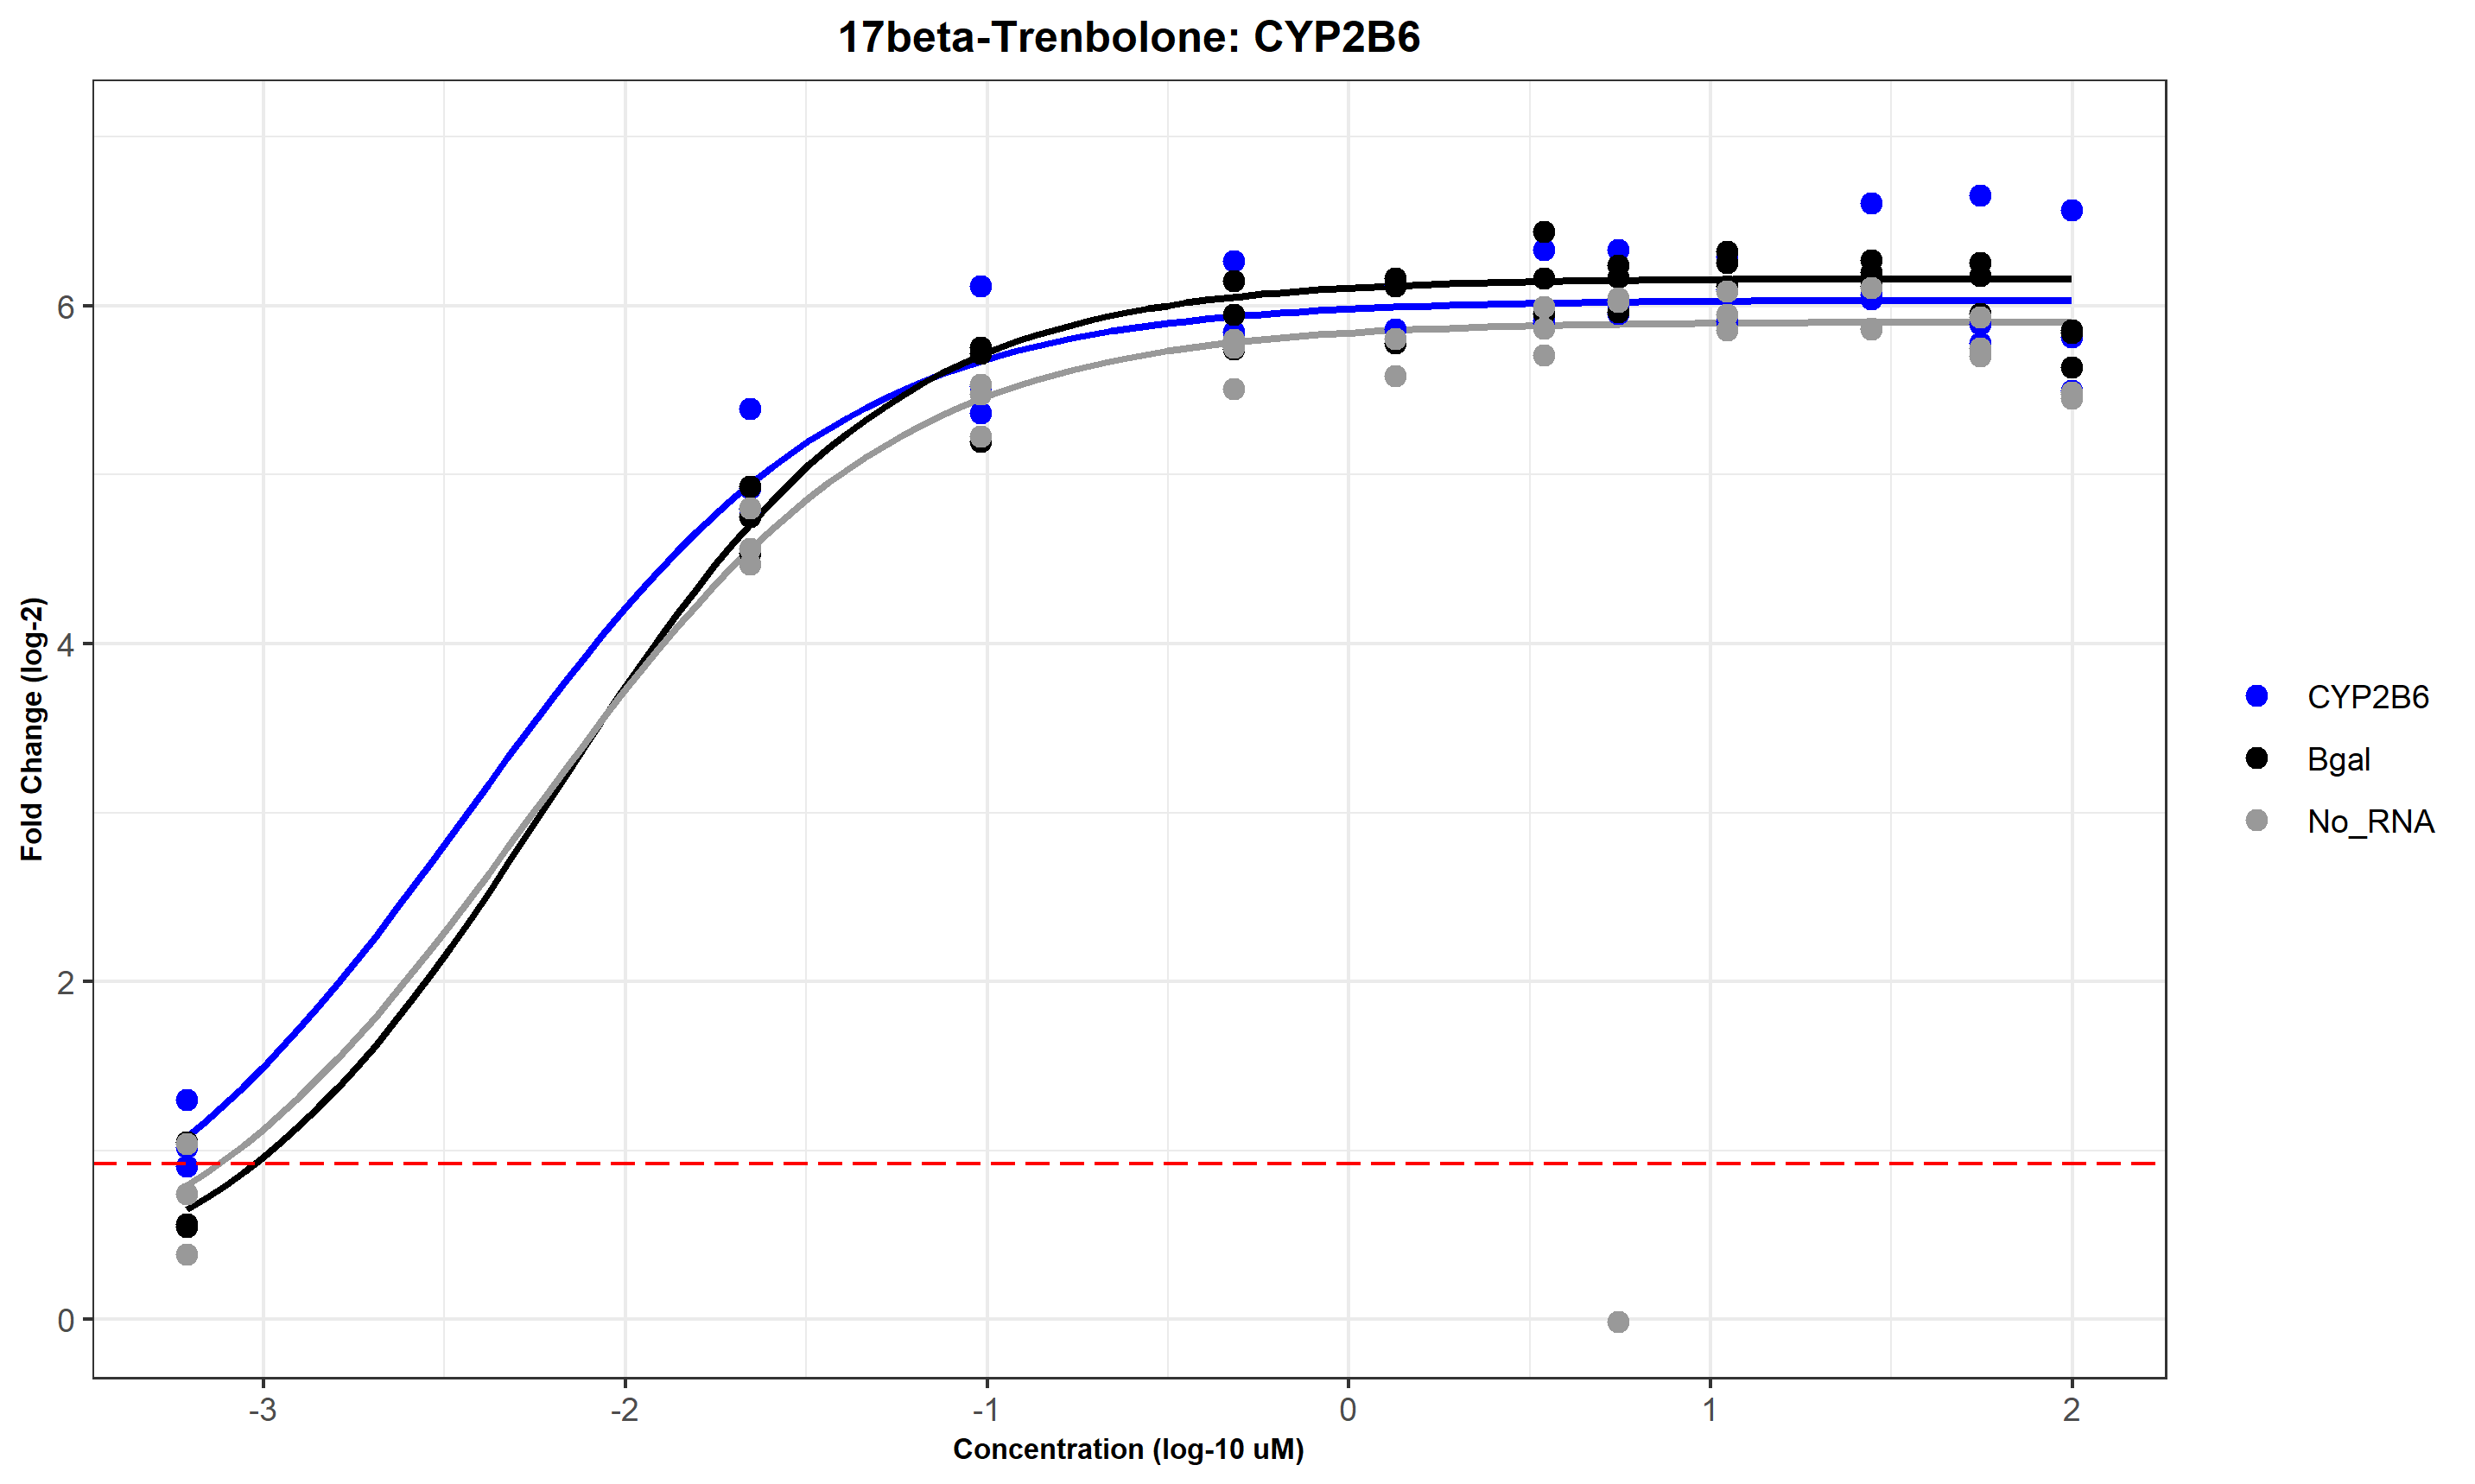 17beta-Trenbolone: CYP2B6
Fold Change (log-2)
6
4
2
0
-3
-2
-1
0
1
2
Concentration (log-10 uM)
CYP2B6
Bgal
No_RNA